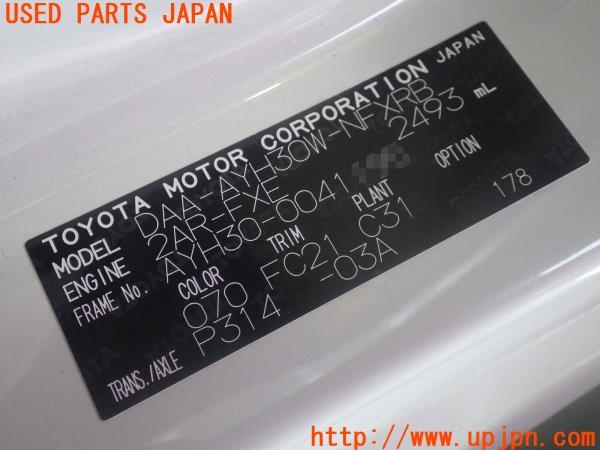 USED PARTS JAPAN
TOYOTA MOTOR CORPORATION JAPAN
MODEL DAA-AYH30W-NFXRB
ENGINE 2AR-FXE 2493 mL
FRAME No. AYH30-0041
COLOR TRIM PLANT OPTION
070 FC21 C31 178
TRANS./AXLE P314 -03A
http://www.upjpn.com/